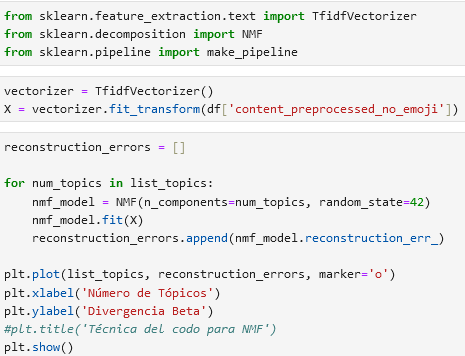 from sklearn.feature_extraction.text import TfidfVectorizer
from sklearn.decomposition import NMF
from sklearn.pipeline import make_pipeline
vectorizer = TfidfVectorizer()
X = vectorizer.fit_transform(df['content_preprocessed_no_emoji'])
reconstruction_errors = []
for num_topics in list_topics:
    nmf_model = NMF(n_components=num_topics, random_state=42)
    nmf_model.fit(X)
    reconstruction_errors.append(nmf_model.reconstruction_err_)
plt.plot(list_topics, reconstruction_errors, marker='o')
plt.xlabel('Número de Tópicos')
plt.ylabel('Divergencia Beta')
#plt.title('Técnica del codo para NMF')
plt.show()